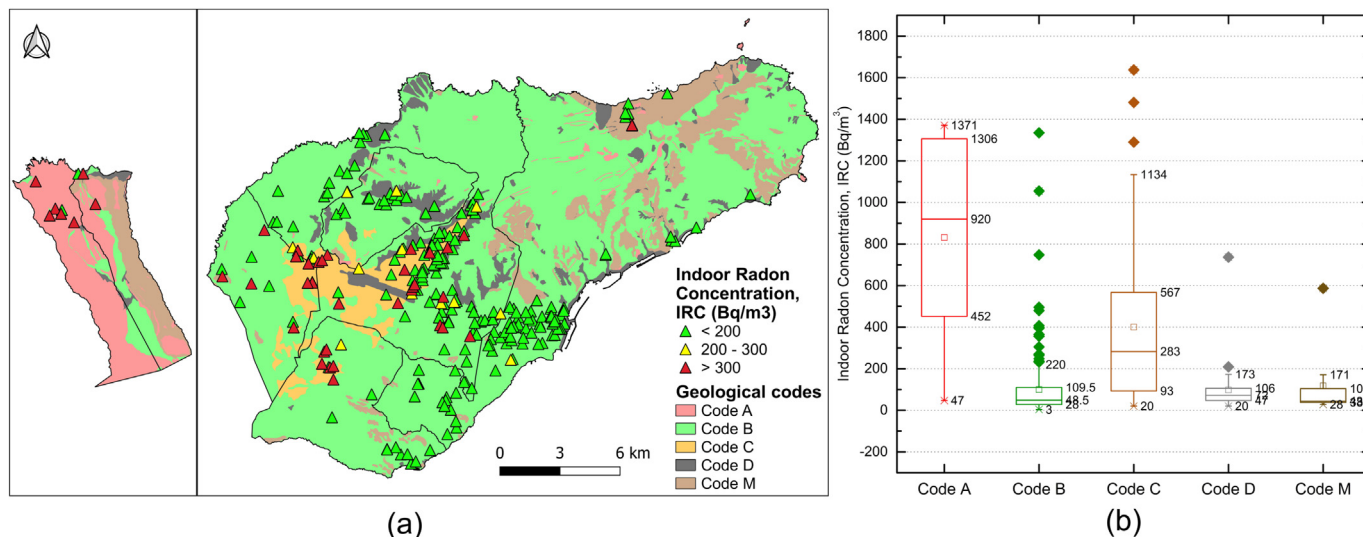 Indoor Radon
Concentration,
IRC (Bq/m3)
< 200
200 - 300
> 300
Geological codes
Code A
Code B
Code C
Code D
Code M
0 3 6 km
(a)
Indoor Radon Concentration, IRC (Bq/m³)
1800
1600
1400
1200
1000
800
600
400
200
0
-200
1371
1306
920
452
47
220
109.5
48.5
28
3
1134
567
283
93
20
173
106
47
20
171
28
Code A Code B Code C Code D Code M
(b)